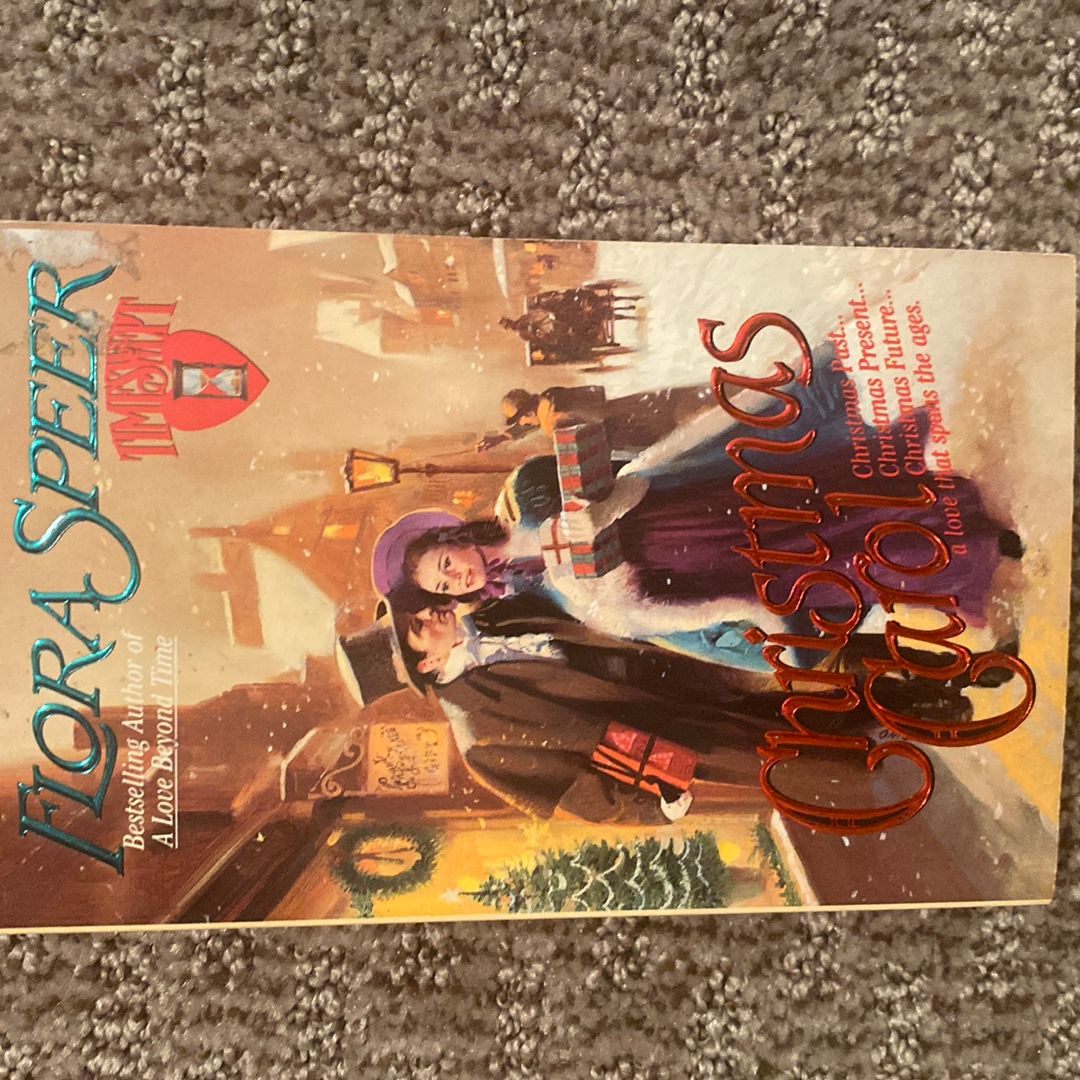 FLORA SPEER
Bestselling Author of
A Love Beyond Time
TIMESWEPT
Christmas
Carol
Christmas Past...
Christmas Present...
Christmas Future...
a love that spans the ages.